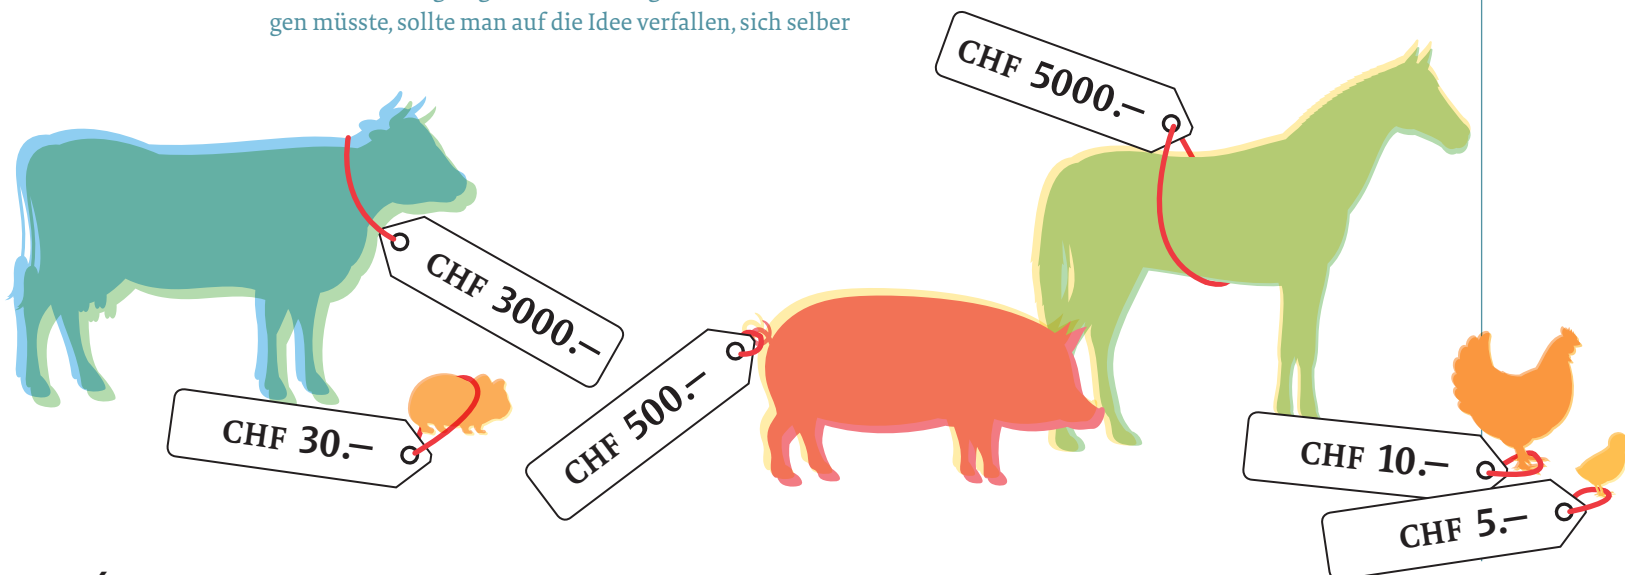 gen müsste, sollte man auf die Idee verfallen, sich selber
CHF 5000.–
CHF 3000.–
CHF 30.–
CHF 500.–
CHF 10.–
CHF 5.–